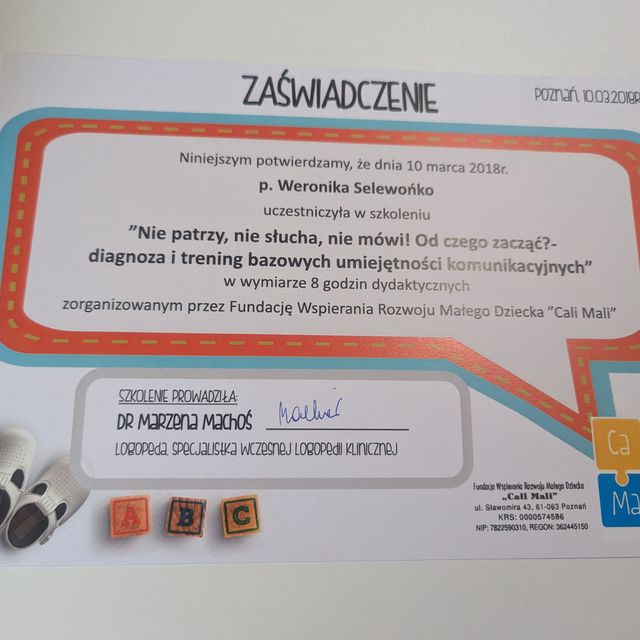 ZAŚWIADCZENIE
POZNAŃ, 10.03.2018R
Niniejszym potwierdzamy, że dnia 10 marca 2018r.
p. Weronika Selewońko
uczestniczyła w szkoleniu
”Nie patrzy, nie słucha, nie mówi! Od czego zacząć?-
diagnoza i trening bazowych umiejętności komunikacyjnych”
w wymiarze 8 godzin dydaktycznych
zorganizowanym przez Fundację Wspierania Rozwoju Małego Dziecka ”Cali Mali”
SZKOLENIE PROWADZIŁA:
DR MARZENA MACHOŚ
LOGOPEDA, SPECJALISTKA WCZESNEJ LOGOPEDII KLINICZNEJ
A B C
Fundacja Wspierania Rozwoju Małego Dziecka
„Cali Mali”
ul. Sławomira 43, 61-063 Poznań
KRS: 0000574586
NIP: 7822590310, REGON: 362445150
Ca
Ma